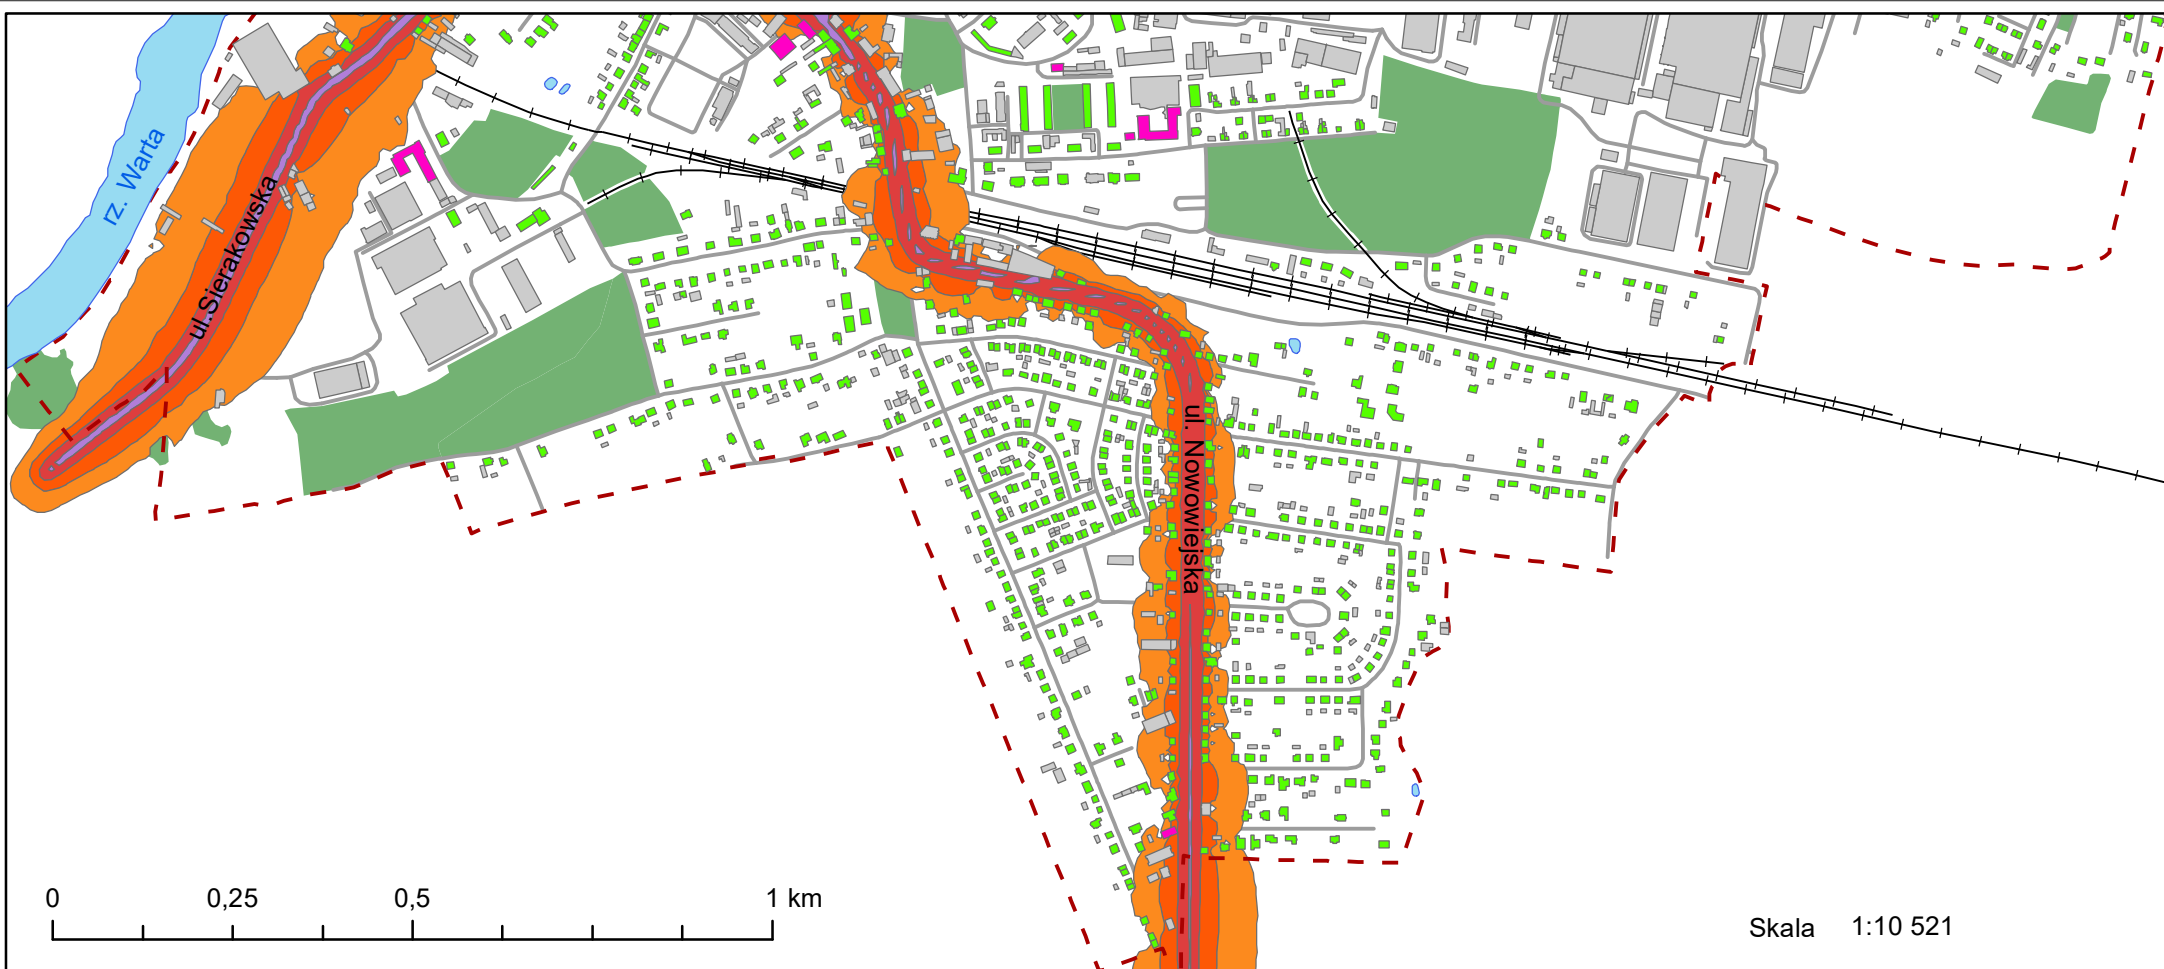 rz. Warta
ul.Sierakowska
ul. Nowowiejska
0 0,25 0,5 1 km
Skala 1:10 521